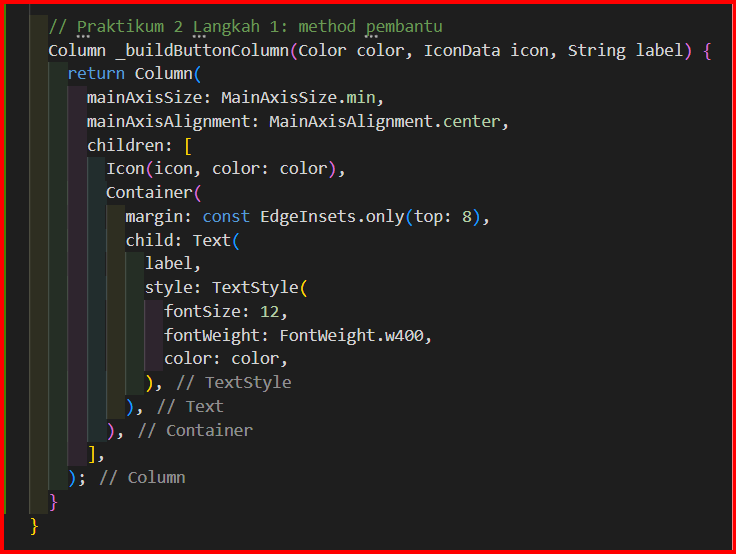 // Praktikum 2 Langkah 1: method pembantu
Column _buildButtonColumn(Color color, IconData icon, String label) {
return Column(
mainAxisSize: MainAxisSize.min,
mainAxisAlignment: MainAxisAlignment.center,
children: [
Icon(icon, color: color),
Container(
margin: const EdgeInsets.only(top: 8),
child: Text(
label,
style: TextStyle(
fontSize: 12,
fontWeight: FontWeight.w400,
color: color,
), // TextStyle
), // Text
), // Container
],
); // Column
}
}